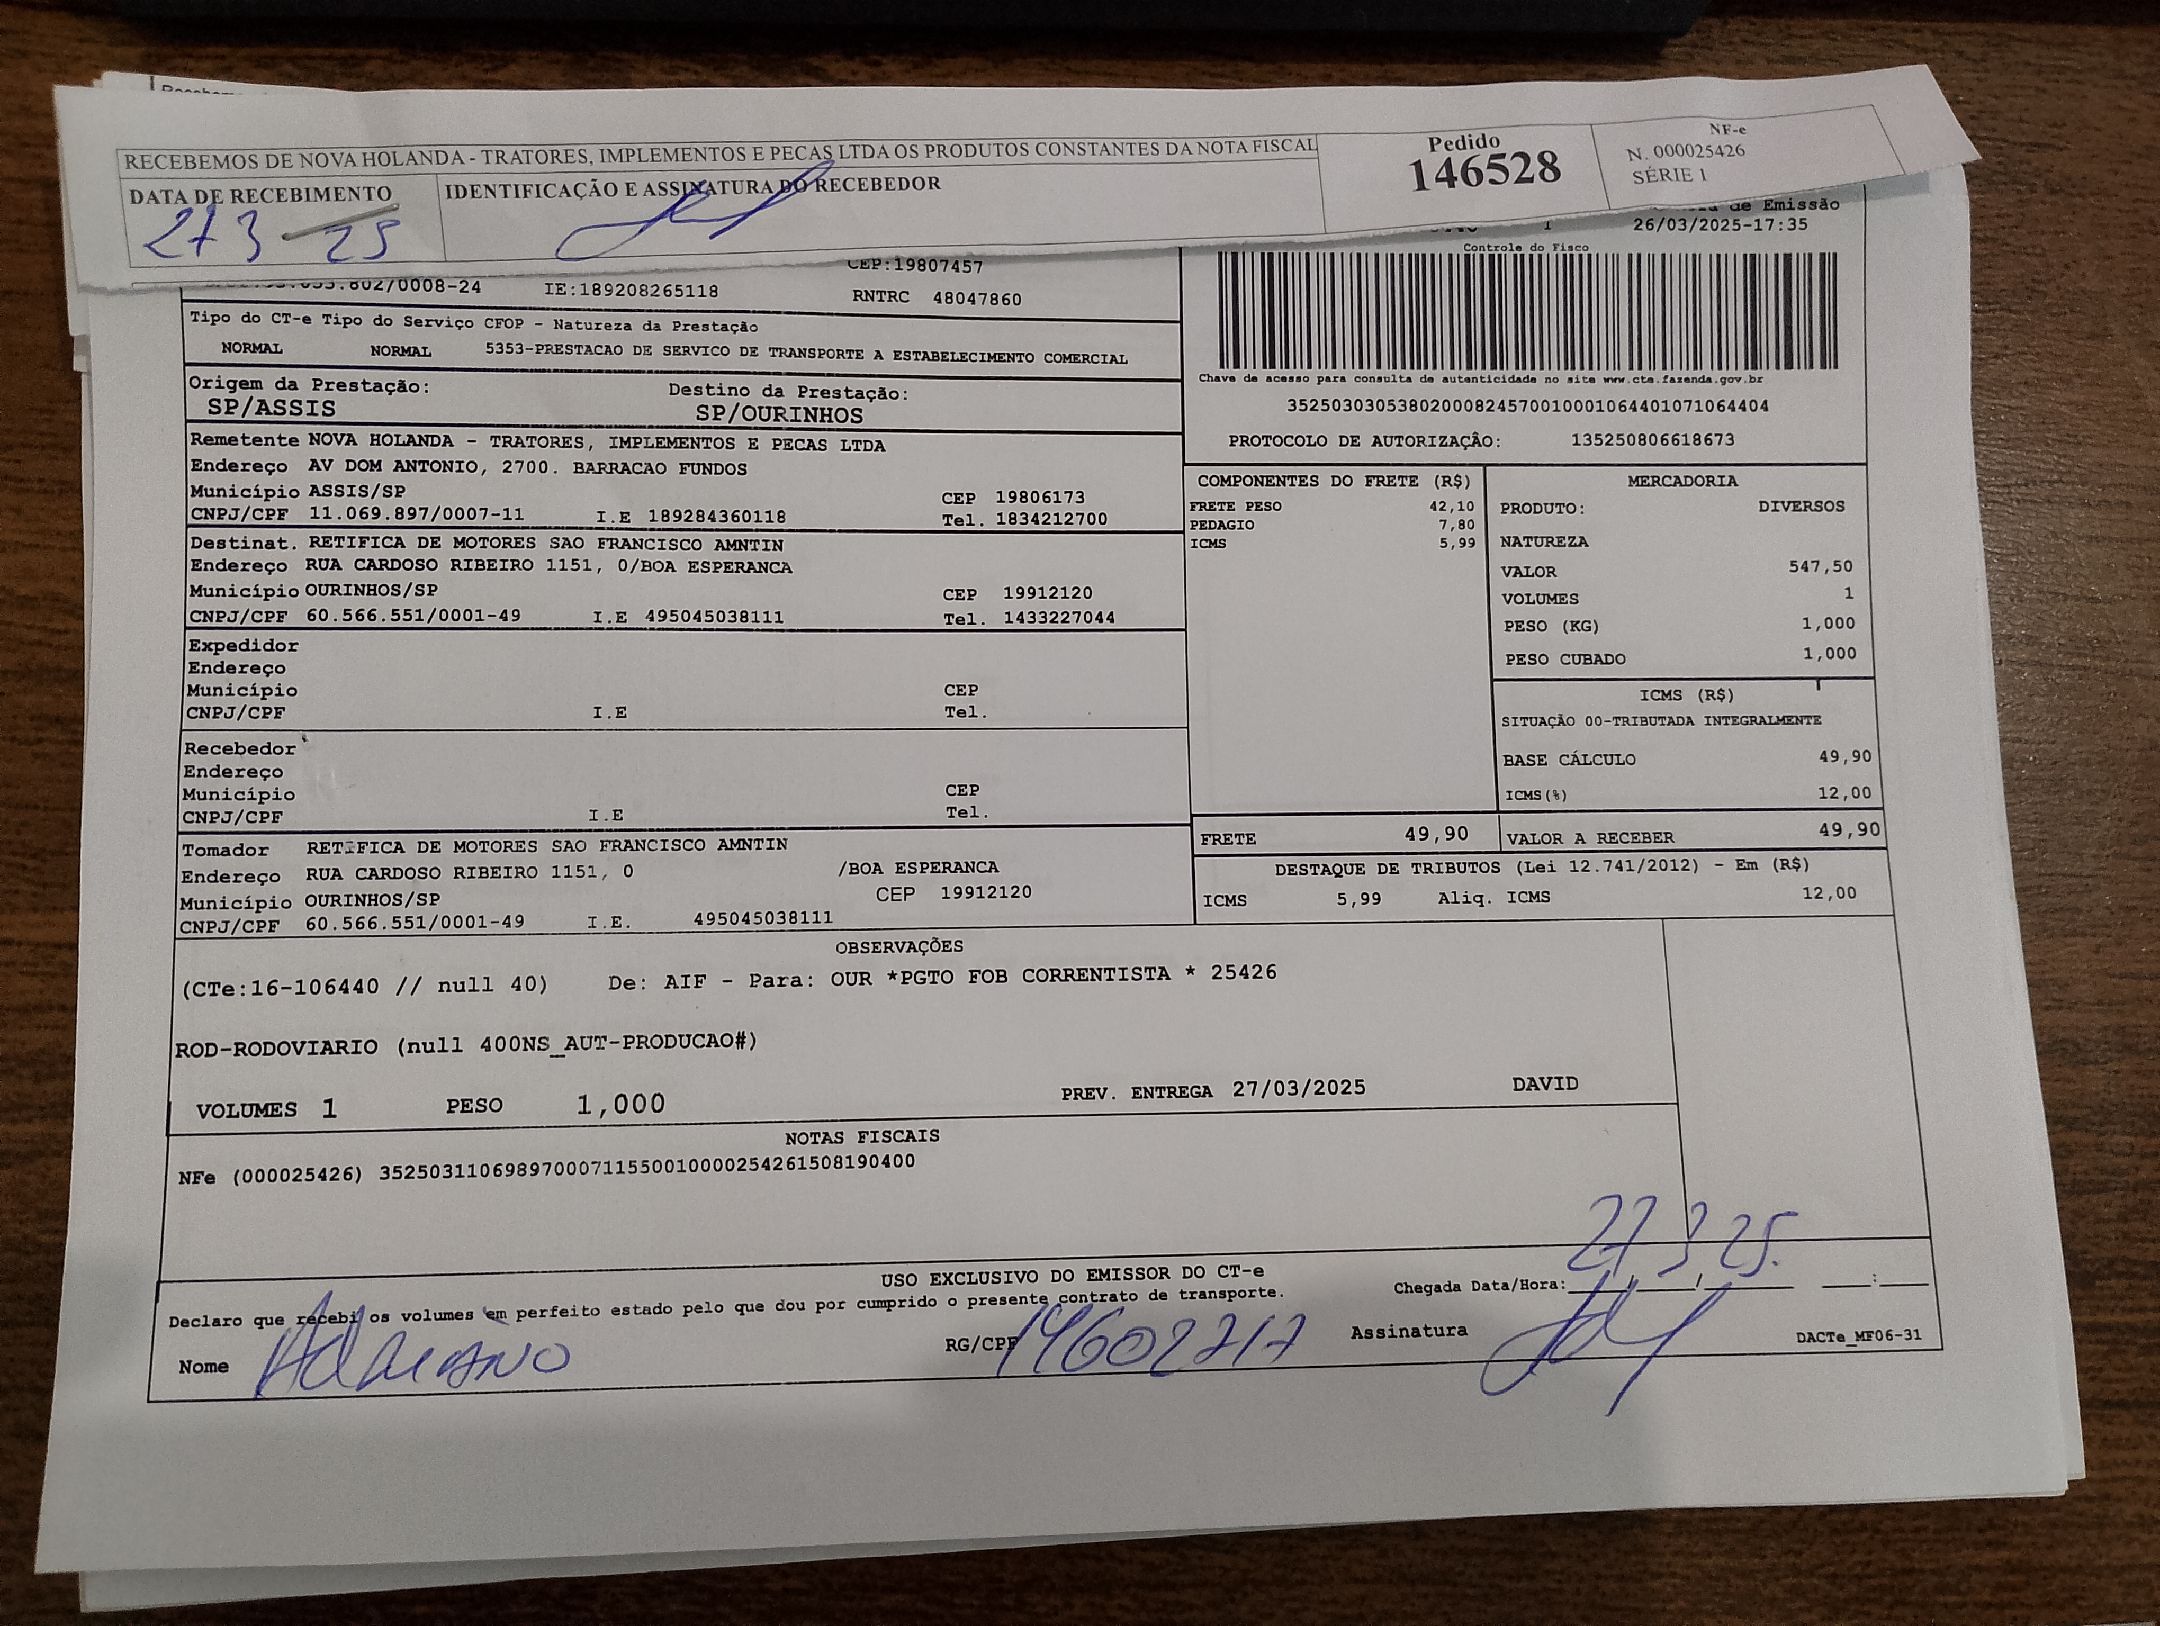 RECEBEMOS DE NOVA HOLANDA - TRATORES, IMPLEMENTOS E PECAS LTDA OS PRODUTOS CONSTANTES DA NOTA FISCAL
DATA DE RECEBIMENTO
27 3 25
IDENTIFICAÇÃO E ASSINATURA DO RECEBEDOR
Pedido
146528
NF-e
N. 000025426
SÉRIE 1
de Emissão
1
26/03/2025-17:35
Controle do Fisco
CEP:19807457
802/0008-24 IE:189208265118
RNTRC 48047860
Tipo do CT-e Tipo do Serviço CFOP - Natureza da Prestação
NORMAL NORMAL 5353-PRESTACAO DE SERVICO DE TRANSPORTE A ESTABELECIMENTO COMERCIAL
Origem da Prestação: Destino da Prestação:
SP/ASSIS SP/OURINHOS
Chave de acesso para consulta de autenticidade no site www.cte.fazenda.gov.br
35250303053802000824570010001064401071064404
PROTOCOLO DE AUTORIZAÇÃO: 135250806618673
Remetente NOVA HOLANDA - TRATORES, IMPLEMENTOS E PECAS LTDA
Endereço AV DOM ANTONIO, 2700. BARRACAO FUNDOS
Município ASSIS/SP CEP 19806173
CNPJ/CPF 11.069.897/0007-11 I.E 189284360118 Tel. 1834212700
Destinat. RETIFICA DE MOTORES SAO FRANCISCO AMNTIN
Endereço RUA CARDOSO RIBEIRO 1151, 0/BOA ESPERANCA
Município OURINHOS/SP CEP 19912120
CNPJ/CPF 60.566.551/0001-49 I.E 495045038111 Tel. 1433227044
Expedidor
Endereço
Município CEP
CNPJ/CPF I.E Tel.
Recebedor
Endereço
Município CEP
CNPJ/CPF I.E Tel.
Tomador RETIFICA DE MOTORES SAO FRANCISCO AMNTIN
Endereço RUA CARDOSO RIBEIRO 1151, 0 /BOA ESPERANCA
Município OURINHOS/SP CEP 19912120
CNPJ/CPF 60.566.551/0001-49 I.E. 495045038111
COMPONENTES DO FRETE (R$)
FRETE PESO 42,10
PEDAGIO 7,80
ICMS 5,99
MERCADORIA
PRODUTO: DIVERSOS
NATUREZA
VALOR 547,50
VOLUMES 1
PESO (KG) 1,000
PESO CUBADO 1,000
ICMS (R$)
SITUAÇÃO 00-TRIBUTADA INTEGRALMENTE
BASE CÁLCULO 49,90
ICMS(%) 12,00
FRETE 49,90 VALOR A RECEBER 49,90
DESTAQUE DE TRIBUTOS (Lei 12.741/2012) - Em (R$)
ICMS 5,99 Aliq. ICMS 12,00
OBSERVAÇÕES
(CTe:16-106440 // null 40) De: AIF - Para: OUR *PGTO FOB CORRENTISTA * 25426
ROD-RODOVIARIO (null 400NS_AUT-PRODUCAO#)
VOLUMES 1 PESO 1,000 PREV. ENTREGA 27/03/2025 DAVID
NOTAS FISCAIS
NFe (000025426) 35250311069897000711550010000254261508190400
USO EXCLUSIVO DO EMISSOR DO CT-e
Declaro que recebi os volumes em perfeito estado pelo que dou por cumprido o presente contrato de transporte.
Chegada Data/Hora: 27 / 3 / 25. :
Nome Adriano RG/CPF 19602717 Assinatura
DACTe_MF06-31